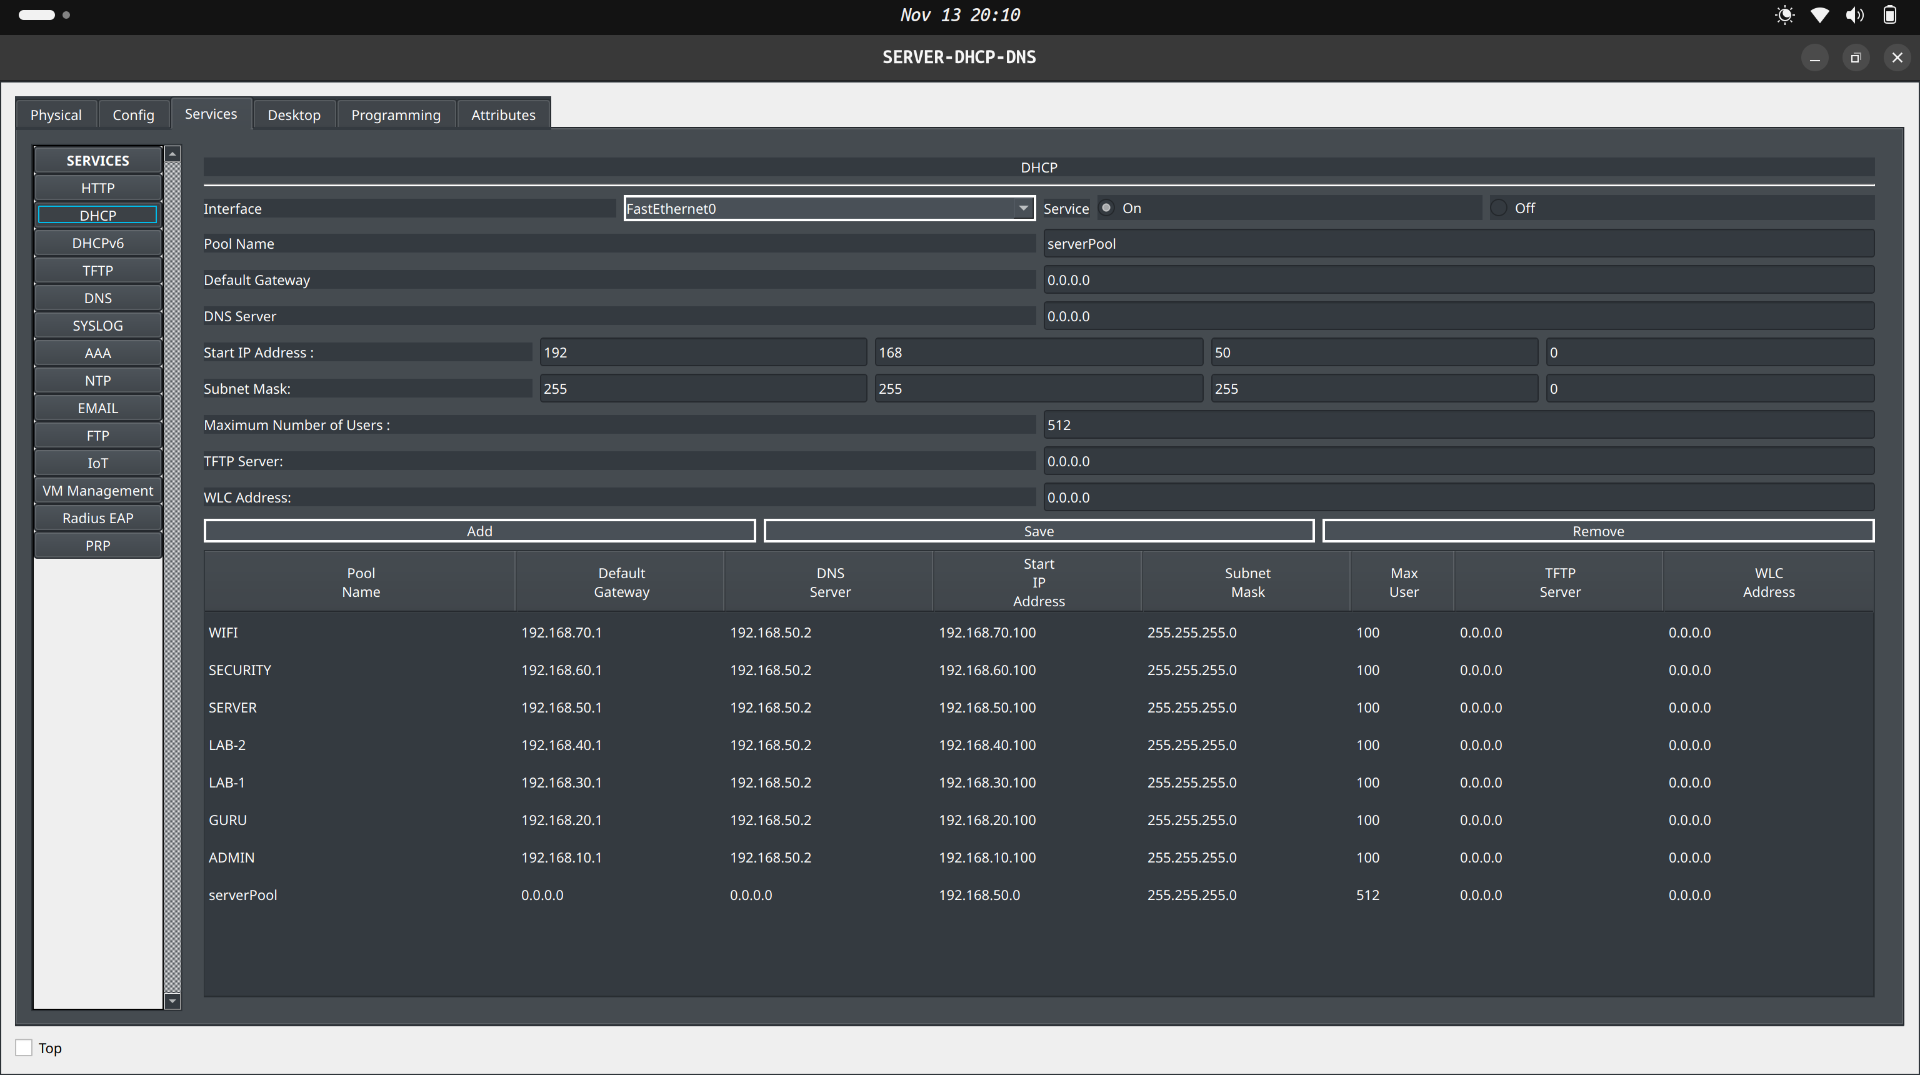 Nov 13 20:10
SERVER-DHCP-DNS
Physical Config Services Desktop Programming Attributes
SERVICES
HTTP
DHCP
DHCPv6
TFTP
DNS
SYSLOG
AAA
NTP
EMAIL
FTP
IoT
VM Management
Radius EAP
PRP
DHCP
Interface FastEthernet0 Service On Off
Pool Name serverPool
Default Gateway 0.0.0.0
DNS Server 0.0.0.0
Start IP Address : 192 168 50 0
Subnet Mask: 255 255 255 0
Maximum Number of Users : 512
TFTP Server: 0.0.0.0
WLC Address: 0.0.0.0
Add Save Remove
Pool Name Default Gateway DNS Server Start IP Address Subnet Mask Max User TFTP Server WLC Address
WIFI 192.168.70.1 192.168.50.2 192.168.70.100 255.255.255.0 100 0.0.0.0 0.0.0.0
SECURITY 192.168.60.1 192.168.50.2 192.168.60.100 255.255.255.0 100 0.0.0.0 0.0.0.0
SERVER 192.168.50.1 192.168.50.2 192.168.50.100 255.255.255.0 100 0.0.0.0 0.0.0.0
LAB-2 192.168.40.1 192.168.50.2 192.168.40.100 255.255.255.0 100 0.0.0.0 0.0.0.0
LAB-1 192.168.30.1 192.168.50.2 192.168.30.100 255.255.255.0 100 0.0.0.0 0.0.0.0
GURU 192.168.20.1 192.168.50.2 192.168.20.100 255.255.255.0 100 0.0.0.0 0.0.0.0
ADMIN 192.168.10.1 192.168.50.2 192.168.10.100 255.255.255.0 100 0.0.0.0 0.0.0.0
serverPool 0.0.0.0 0.0.0.0 192.168.50.0 255.255.255.0 512 0.0.0.0 0.0.0.0
Top